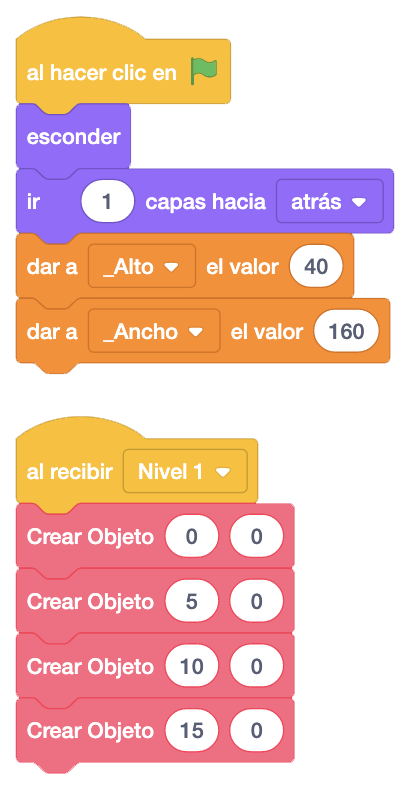 al hacer clic en
esconder
ir 1 capas hacia atrás
dar a _Alto el valor 40
dar a _Ancho el valor 160
al recibir Nivel 1
Crear Objeto 0 0
Crear Objeto 5 0
Crear Objeto 10 0
Crear Objeto 15 0